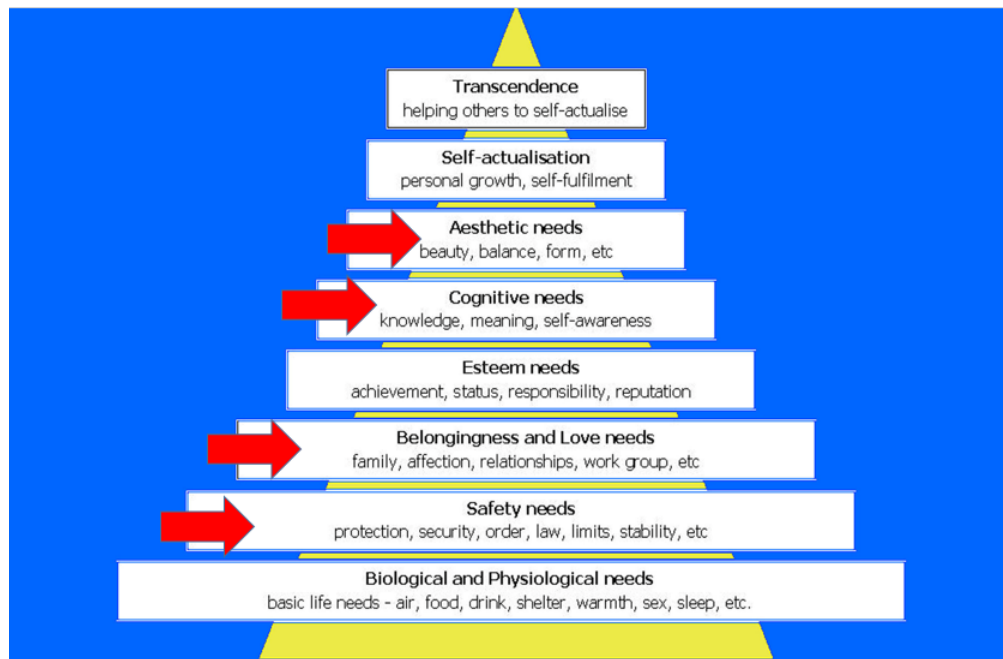 Transcendence
helping others to self-actualise
Self-actualisation
personal growth, self-fulfilment
Aesthetic needs
beauty, balance, form, etc
Cognitive needs
knowledge, meaning, self-awareness
Esteem needs
achievement, status, responsibility, reputation
Belongingness and Love needs
family, affection, relationships, work group, etc
Safety needs
protection, security, order, law, limits, stability, etc
Biological and Physiological needs
basic life needs - air, food, drink, shelter, warmth, sex, sleep, etc.